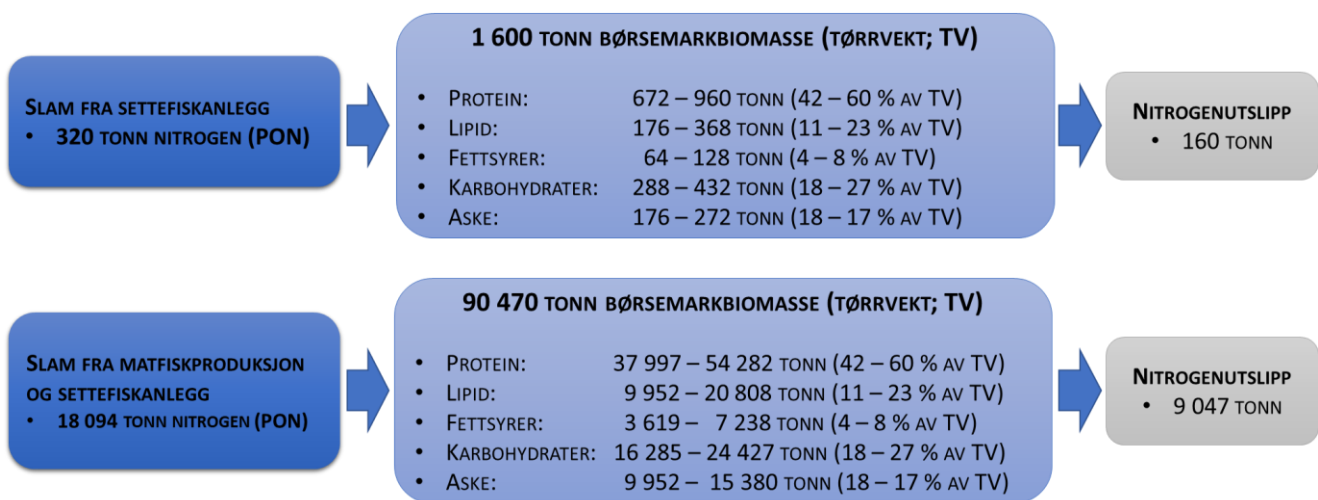 SLAM FRA SETTEFISKANLEGG
• 320 TONN NITROGEN (PON)
1 600 TONN BØRSEMARKBIOMASSE (TØRRVEKT; TV)
• PROTEIN: 672 – 960 TONN (42 – 60 % AV TV)
• LIPID: 176 – 368 TONN (11 – 23 % AV TV)
• FETTSYRER: 64 – 128 TONN (4 – 8 % AV TV)
• KARBOHYDRATER: 288 – 432 TONN (18 – 27 % AV TV)
• ASKE: 176 – 272 TONN (18 – 17 % AV TV)
NITROGENUTSLIPP
• 160 TONN
SLAM FRA MATFISKPRODUKSJON
OG SETTEFISKANLEGG
• 18 094 TONN NITROGEN (PON)
90 470 TONN BØRSEMARKBIOMASSE (TØRRVEKT; TV)
• PROTEIN: 37 997 – 54 282 TONN (42 – 60 % AV TV)
• LIPID: 9 952 – 20 808 TONN (11 – 23 % AV TV)
• FETTSYRER: 3 619 – 7 238 TONN (4 – 8 % AV TV)
• KARBOHYDRATER: 16 285 – 24 427 TONN (18 – 27 % AV TV)
• ASKE: 9 952 – 15 380 TONN (18 – 17 % AV TV)
NITROGENUTSLIPP
• 9 047 TONN